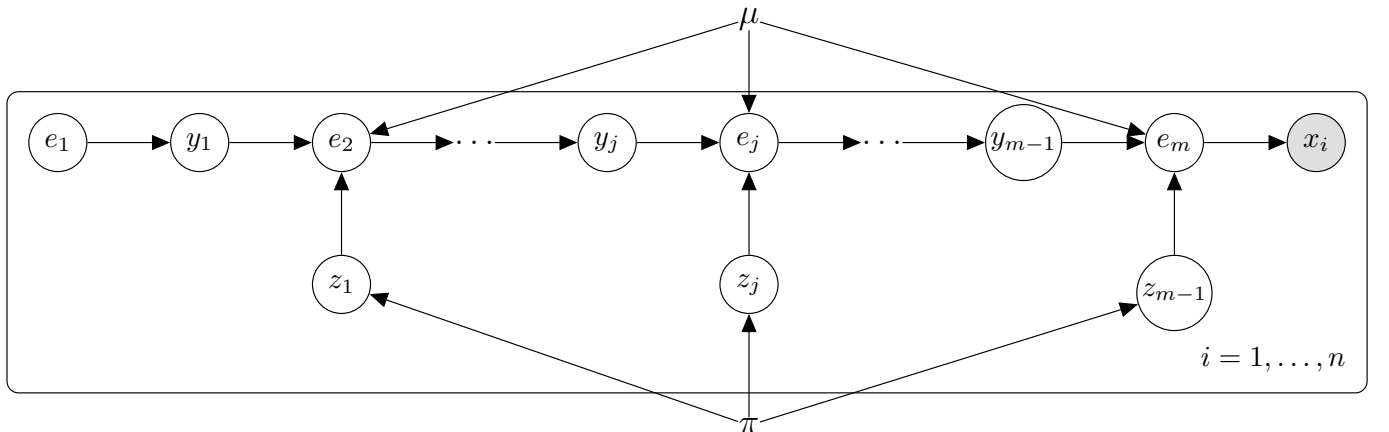 μ
e₁ y₁ e₂ ··· yⱼ eⱼ ··· yₘ₋₁ eₘ xᵢ
z₁ zⱼ zₘ₋₁
i = 1, . . . , n
π